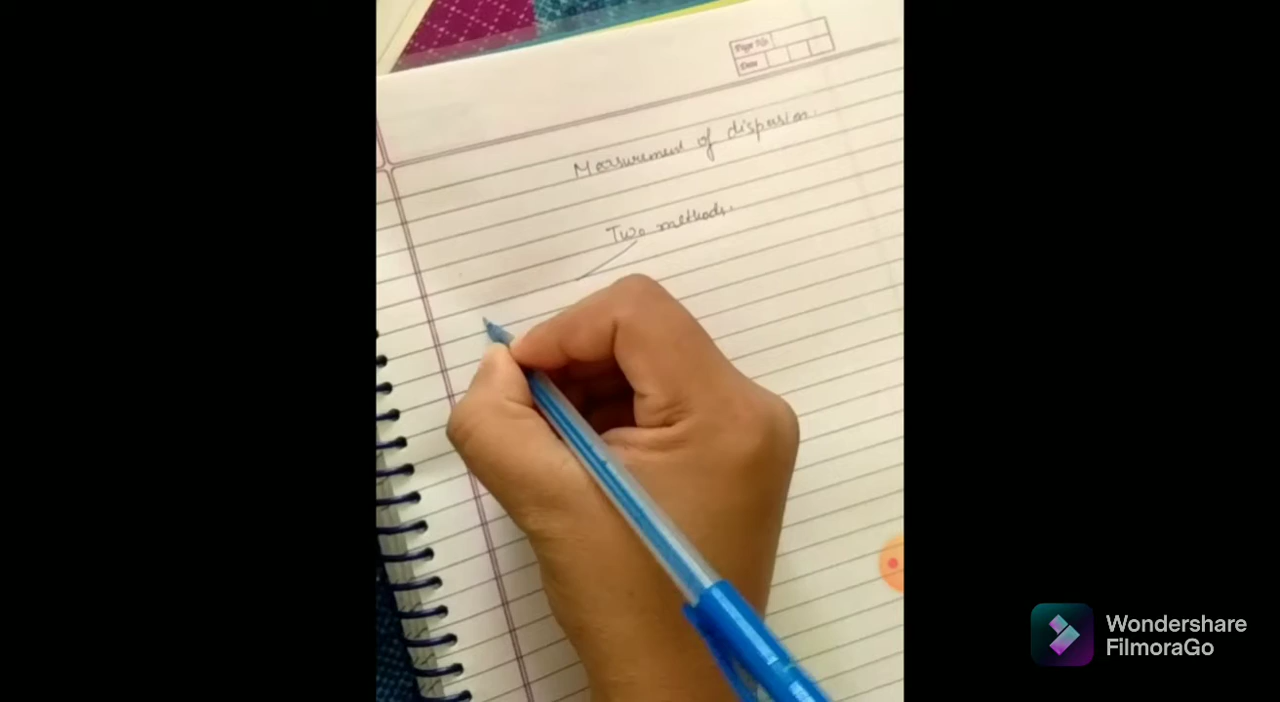 Page No
Date
Measurement of dispersion.
Two methods.
Wondershare
FilmoraGo